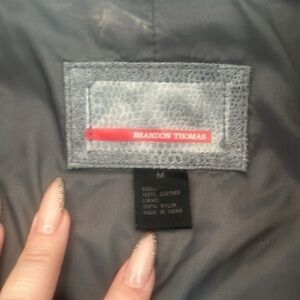 BRANDON THOMAS
M
SHELL
100% LEATHER
LINING
100% NYLON
MADE IN CHINA